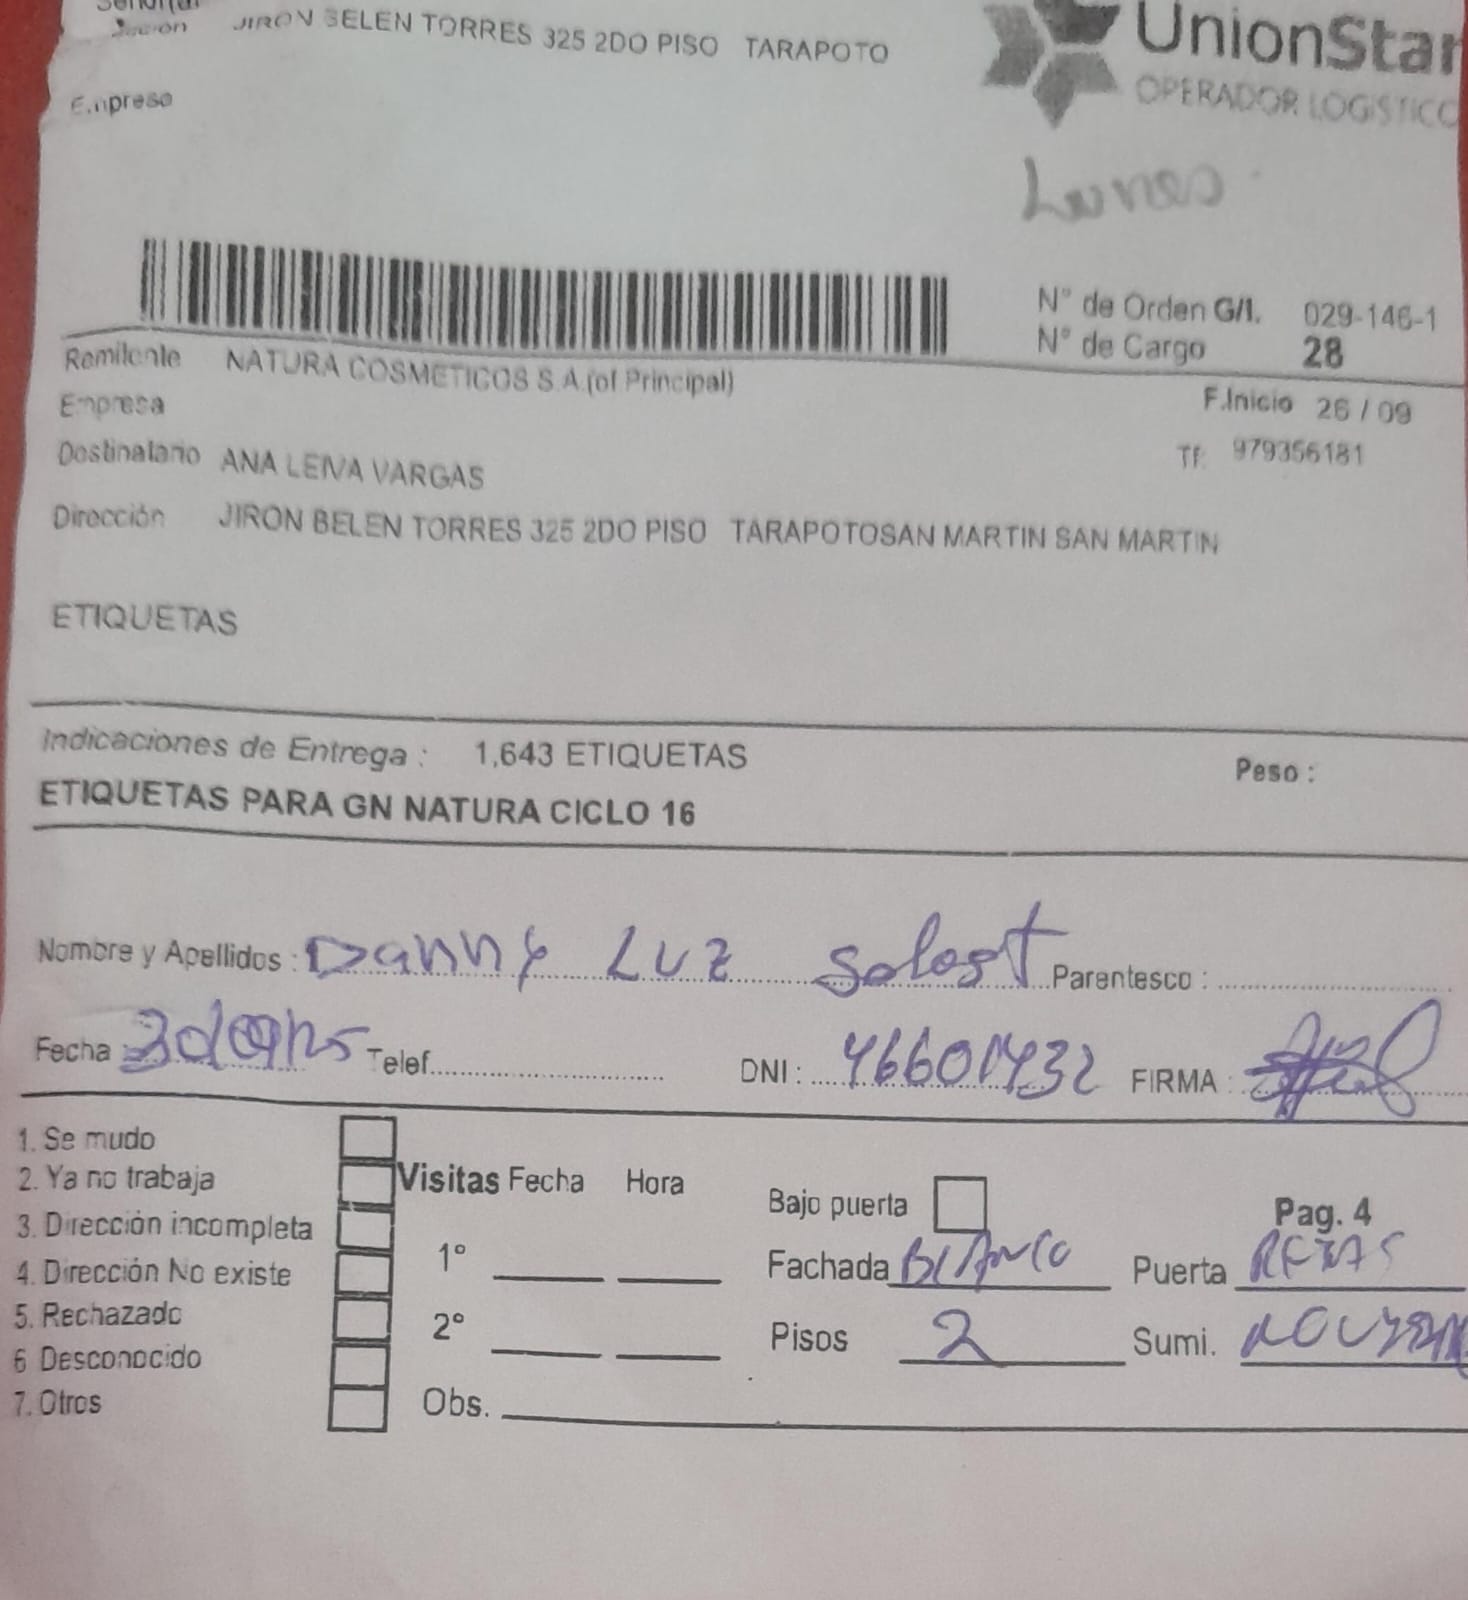 JIRON BELEN TORRES 325 2DO PISO TARAPOTO
UnionStar
OPERADOR LOGISTICO
Empresa
Lunes
N° de Orden G/I. 029-146-1
N° de Cargo 28
Remitente NATURA COSMETICOS S.A.(of.Principal)
Empresa
F.Inicio 26 / 09
Destinatario ANA LEIVA VARGAS
Tf. 979356181
Dirección JIRON BELEN TORRES 325 2DO PISO TARAPOTOSAN MARTIN SAN MARTIN
ETIQUETAS
Indicaciones de Entrega : 1,643 ETIQUETAS
Peso :
ETIQUETAS PARA GN NATURA CICLO 16
Nombre y Apellidos : Danny LUZ Parentesco :
Fecha Telef. DNI : 46601432 FIRMA :
1. Se mudo
2. Ya no trabaja
3. Dirección incompleta
4. Dirección No existe
5. Rechazado
6 Desconocido
7. Otros
Visitas Fecha Hora
1°
2°
Obs.
Bajo puerta
Pag. 4
Fachada BLANCO Puerta REJAS
Pisos 2 Sumi.